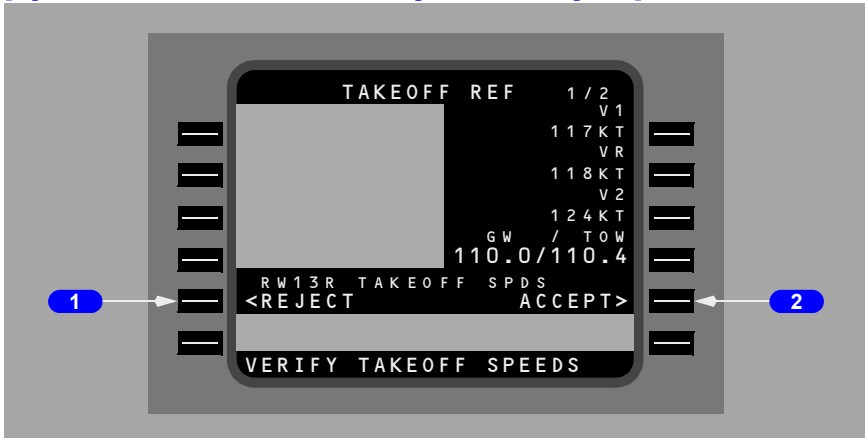 TAKEOFF REF 1/2
V1
117KT
VR
118KT
V2
124KT
GW / TOW
110.0/110.4
RW13R TAKEOFF SPDS
<REJECT ACCEPT>
1 2
VERIFY TAKEOFF SPEEDS